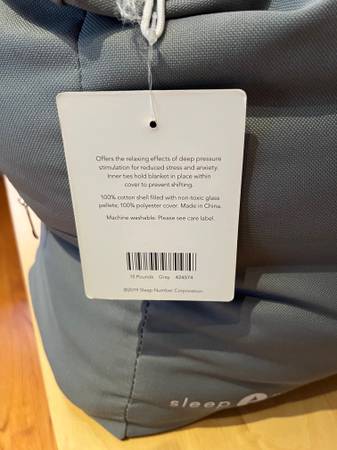 Offers the relaxing effects of deep pressure
stimulation for reduced stress and anxiety.
Inner ties hold blanket in place within
cover to prevent shifting.
100% cotton shell filled with non-toxic glass
pellets, 100% polyester cover. Made in China.
Machine washable. Please see care label.
15 Pounds Grey 424574
©2019 Sleep Number Corporation
sleep